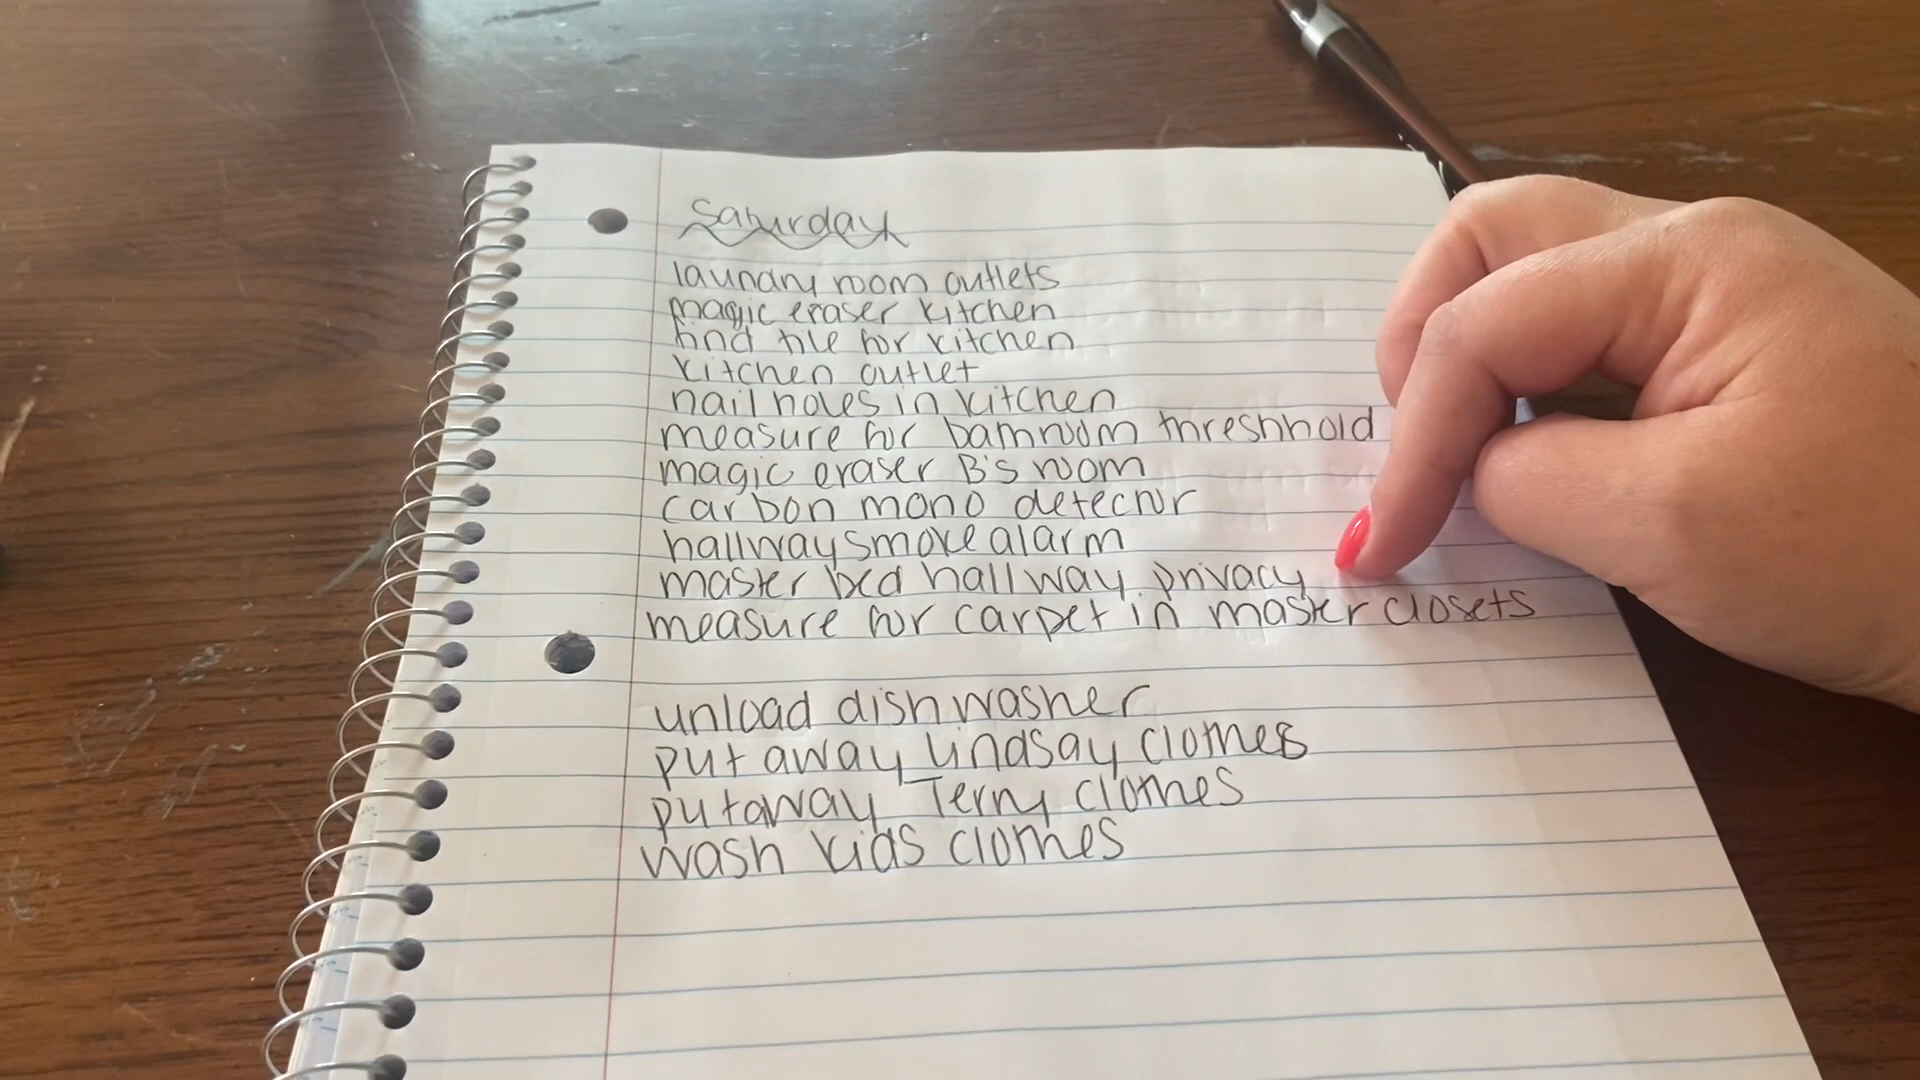 Saturday
laundry room outlets
magic eraser kitchen
find tile for kitchen
kitchen outlet
nail holes in kitchen
measure for bathroom threshhold
magic eraser B's room
carbon mono detector
hallway smoke alarm
master bed hallway privacy
measure for carpet in master closets
unload dishwasher
put away Lindsay clothes
put away Terry clothes
wash kids clothes